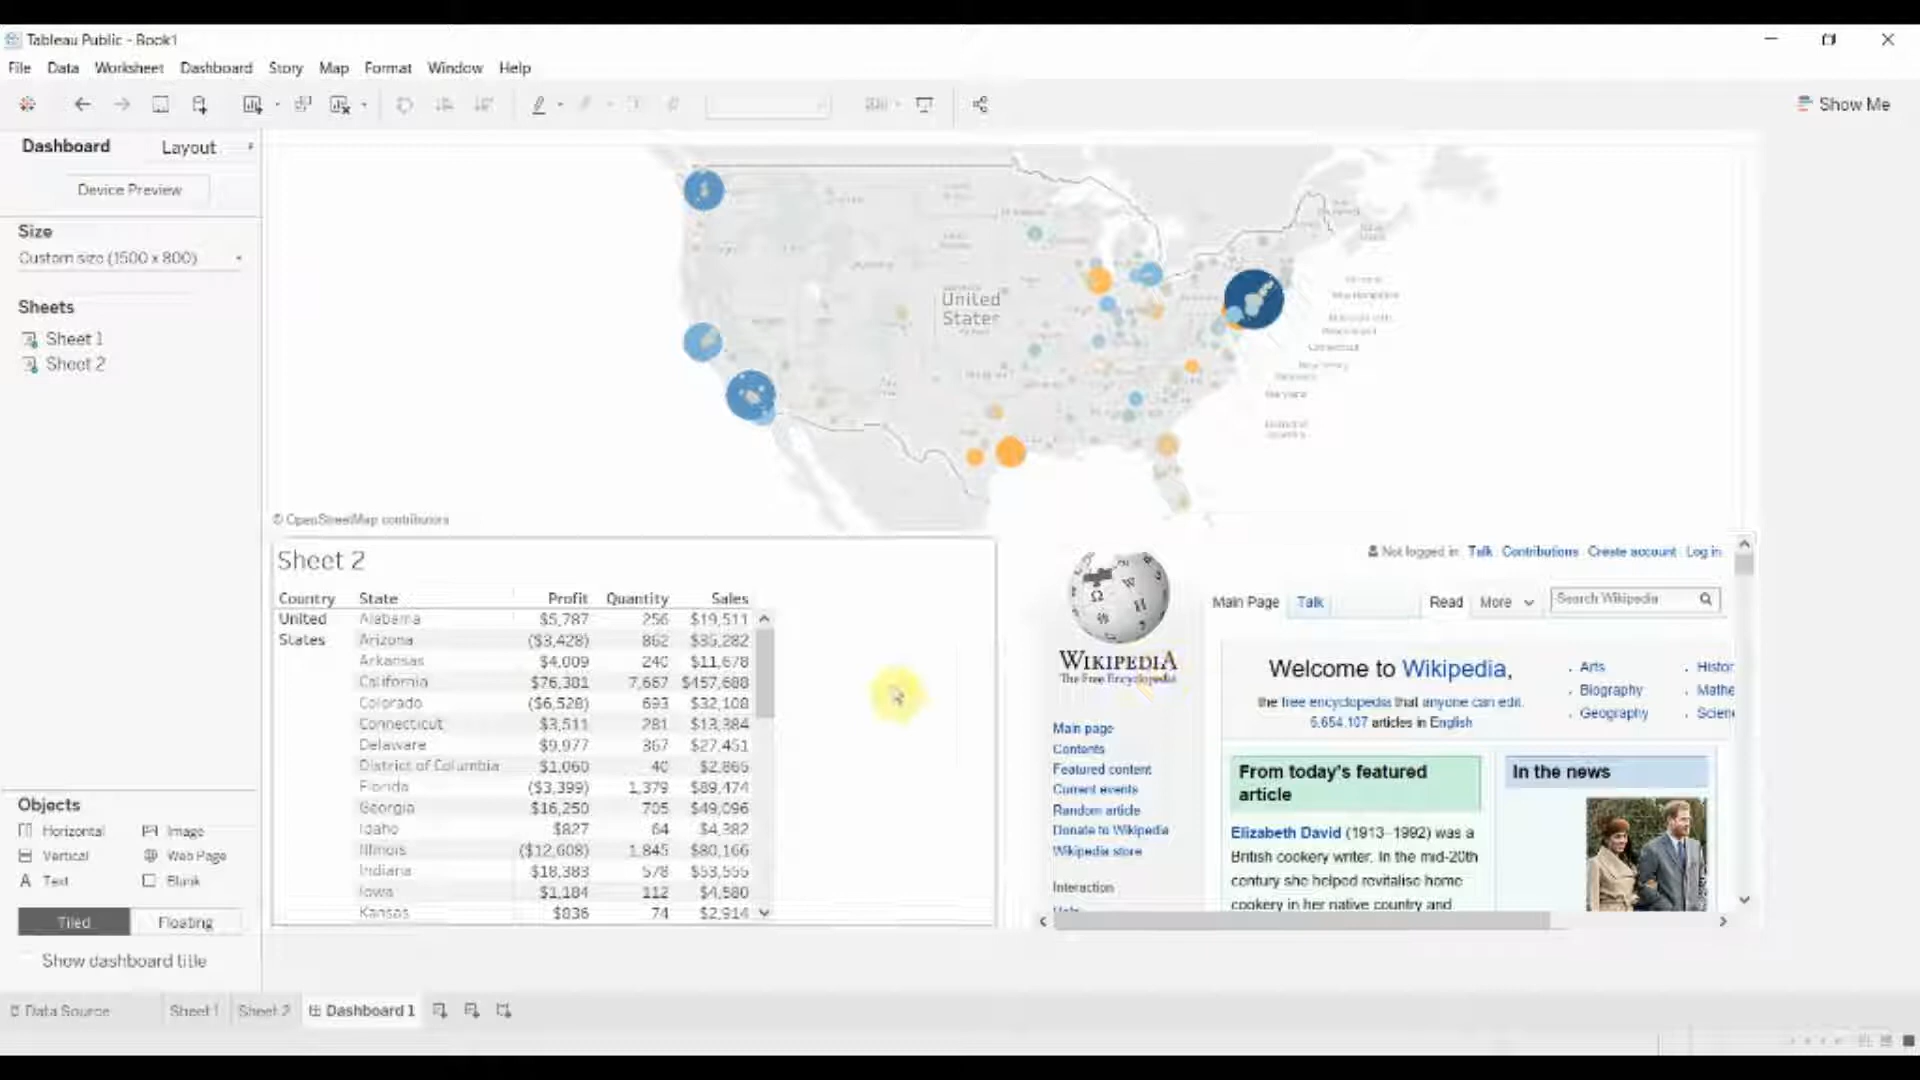 Tableau Public - Book1
File Data Worksheet Dashboard Story Map Format Window Help
Show Me
Dashboard Layout
Device Preview
Size
Custom size (1500 x 800)
Sheets
Sheet 1
Sheet 2
United
States
© OpenStreetMap contributors
Sheet 2
Country State Profit Quantity Sales
United Alabama $5,787 256 $19,511
States Arizona ($3,428) 862 $35,282
Arkansas $4,009 240 $11,678
California $76,381 7,667 $457,688
Colorado ($6,528) 693 $32,108
Connecticut $3,511 281 $13,384
Delaware $9,977 367 $27,451
District of Columbia $1,060 40 $2,865
Florida ($3,399) 1,379 $89,474
Georgia $16,250 705 $49,096
Idaho $827 64 $4,382
Illinois ($12,608) 1,845 $80,166
Indiana $18,383 578 $53,555
Iowa $1,184 112 $4,580
Kansas $836 74 $2,914
Not logged in Talk Contributions Create account Log in
Main Page Talk Read More Search Wikipedia
WIKIPEDIA
The Free Encyclopedia
Main page
Contents
Featured content
Current events
Random article
Donate to Wikipedia
Wikipedia store
Interaction
Welcome to Wikipedia,
the free encyclopedia that anyone can edit.
5,654,107 articles in English
Arts
Biography
Geography
Histor
Mathe
Scien
From today's featured
article
Elizabeth David (1913–1992) was a
British cookery writer. In the mid-20th
century she helped revitalise home
cookery in her native country and
In the news
Objects
Horizontal Image
Vertical Web Page
A Text Blank
Tiled Floating
Show dashboard title
Data Source Sheet 1 Sheet 2 Dashboard 1